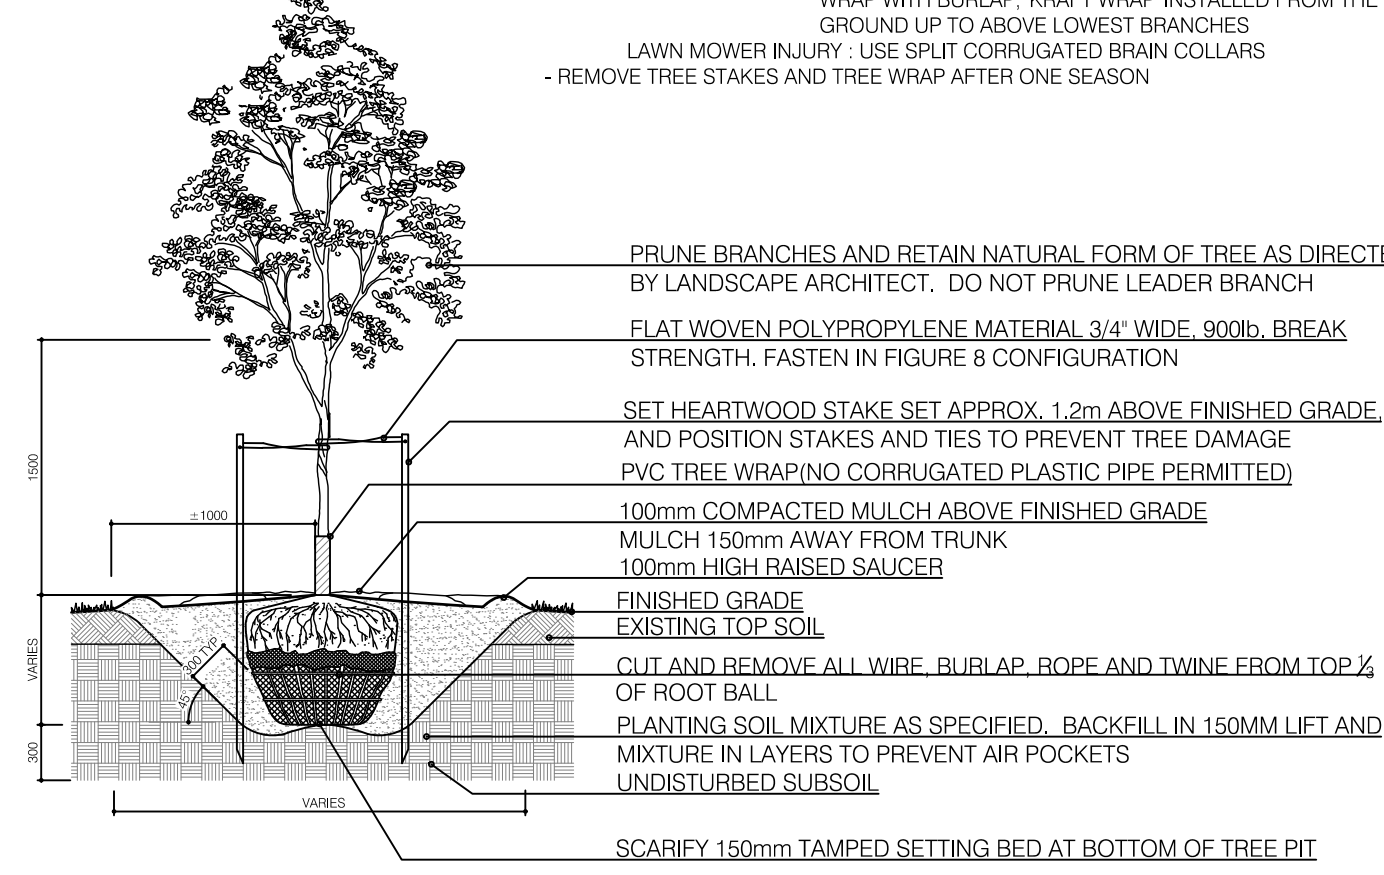 WRAP WITH BURLAP, KRAFT WRAP INSTALLED FROM THE
GROUND UP TO ABOVE LOWEST BRANCHES
LAWN MOWER INJURY : USE SPLIT CORRUGATED BRAIN COLLARS
- REMOVE TREE STAKES AND TREE WRAP AFTER ONE SEASON
PRUNE BRANCHES AND RETAIN NATURAL FORM OF TREE AS DIRECTE
BY LANDSCAPE ARCHITECT. DO NOT PRUNE LEADER BRANCH
FLAT WOVEN POLYPROPYLENE MATERIAL 3/4" WIDE, 900lb. BREAK
STRENGTH. FASTEN IN FIGURE 8 CONFIGURATION
SET HEARTWOOD STAKE SET APPROX. 1.2m ABOVE FINISHED GRADE,
AND POSITION STAKES AND TIES TO PREVENT TREE DAMAGE
PVC TREE WRAP(NO CORRUGATED PLASTIC PIPE PERMITTED)
100mm COMPACTED MULCH ABOVE FINISHED GRADE
MULCH 150mm AWAY FROM TRUNK
100mm HIGH RAISED SAUCER
FINISHED GRADE
EXISTING TOP SOIL
CUT AND REMOVE ALL WIRE, BURLAP, ROPE AND TWINE FROM TOP 1/3
OF ROOT BALL
PLANTING SOIL MIXTURE AS SPECIFIED. BACKFILL IN 150MM LIFT AND
MIXTURE IN LAYERS TO PREVENT AIR POCKETS
UNDISTURBED SUBSOIL
SCARIFY 150mm TAMPED SETTING BED AT BOTTOM OF TREE PIT
1500
±1000
VARIES
300 TYP
45°
300
VARIES